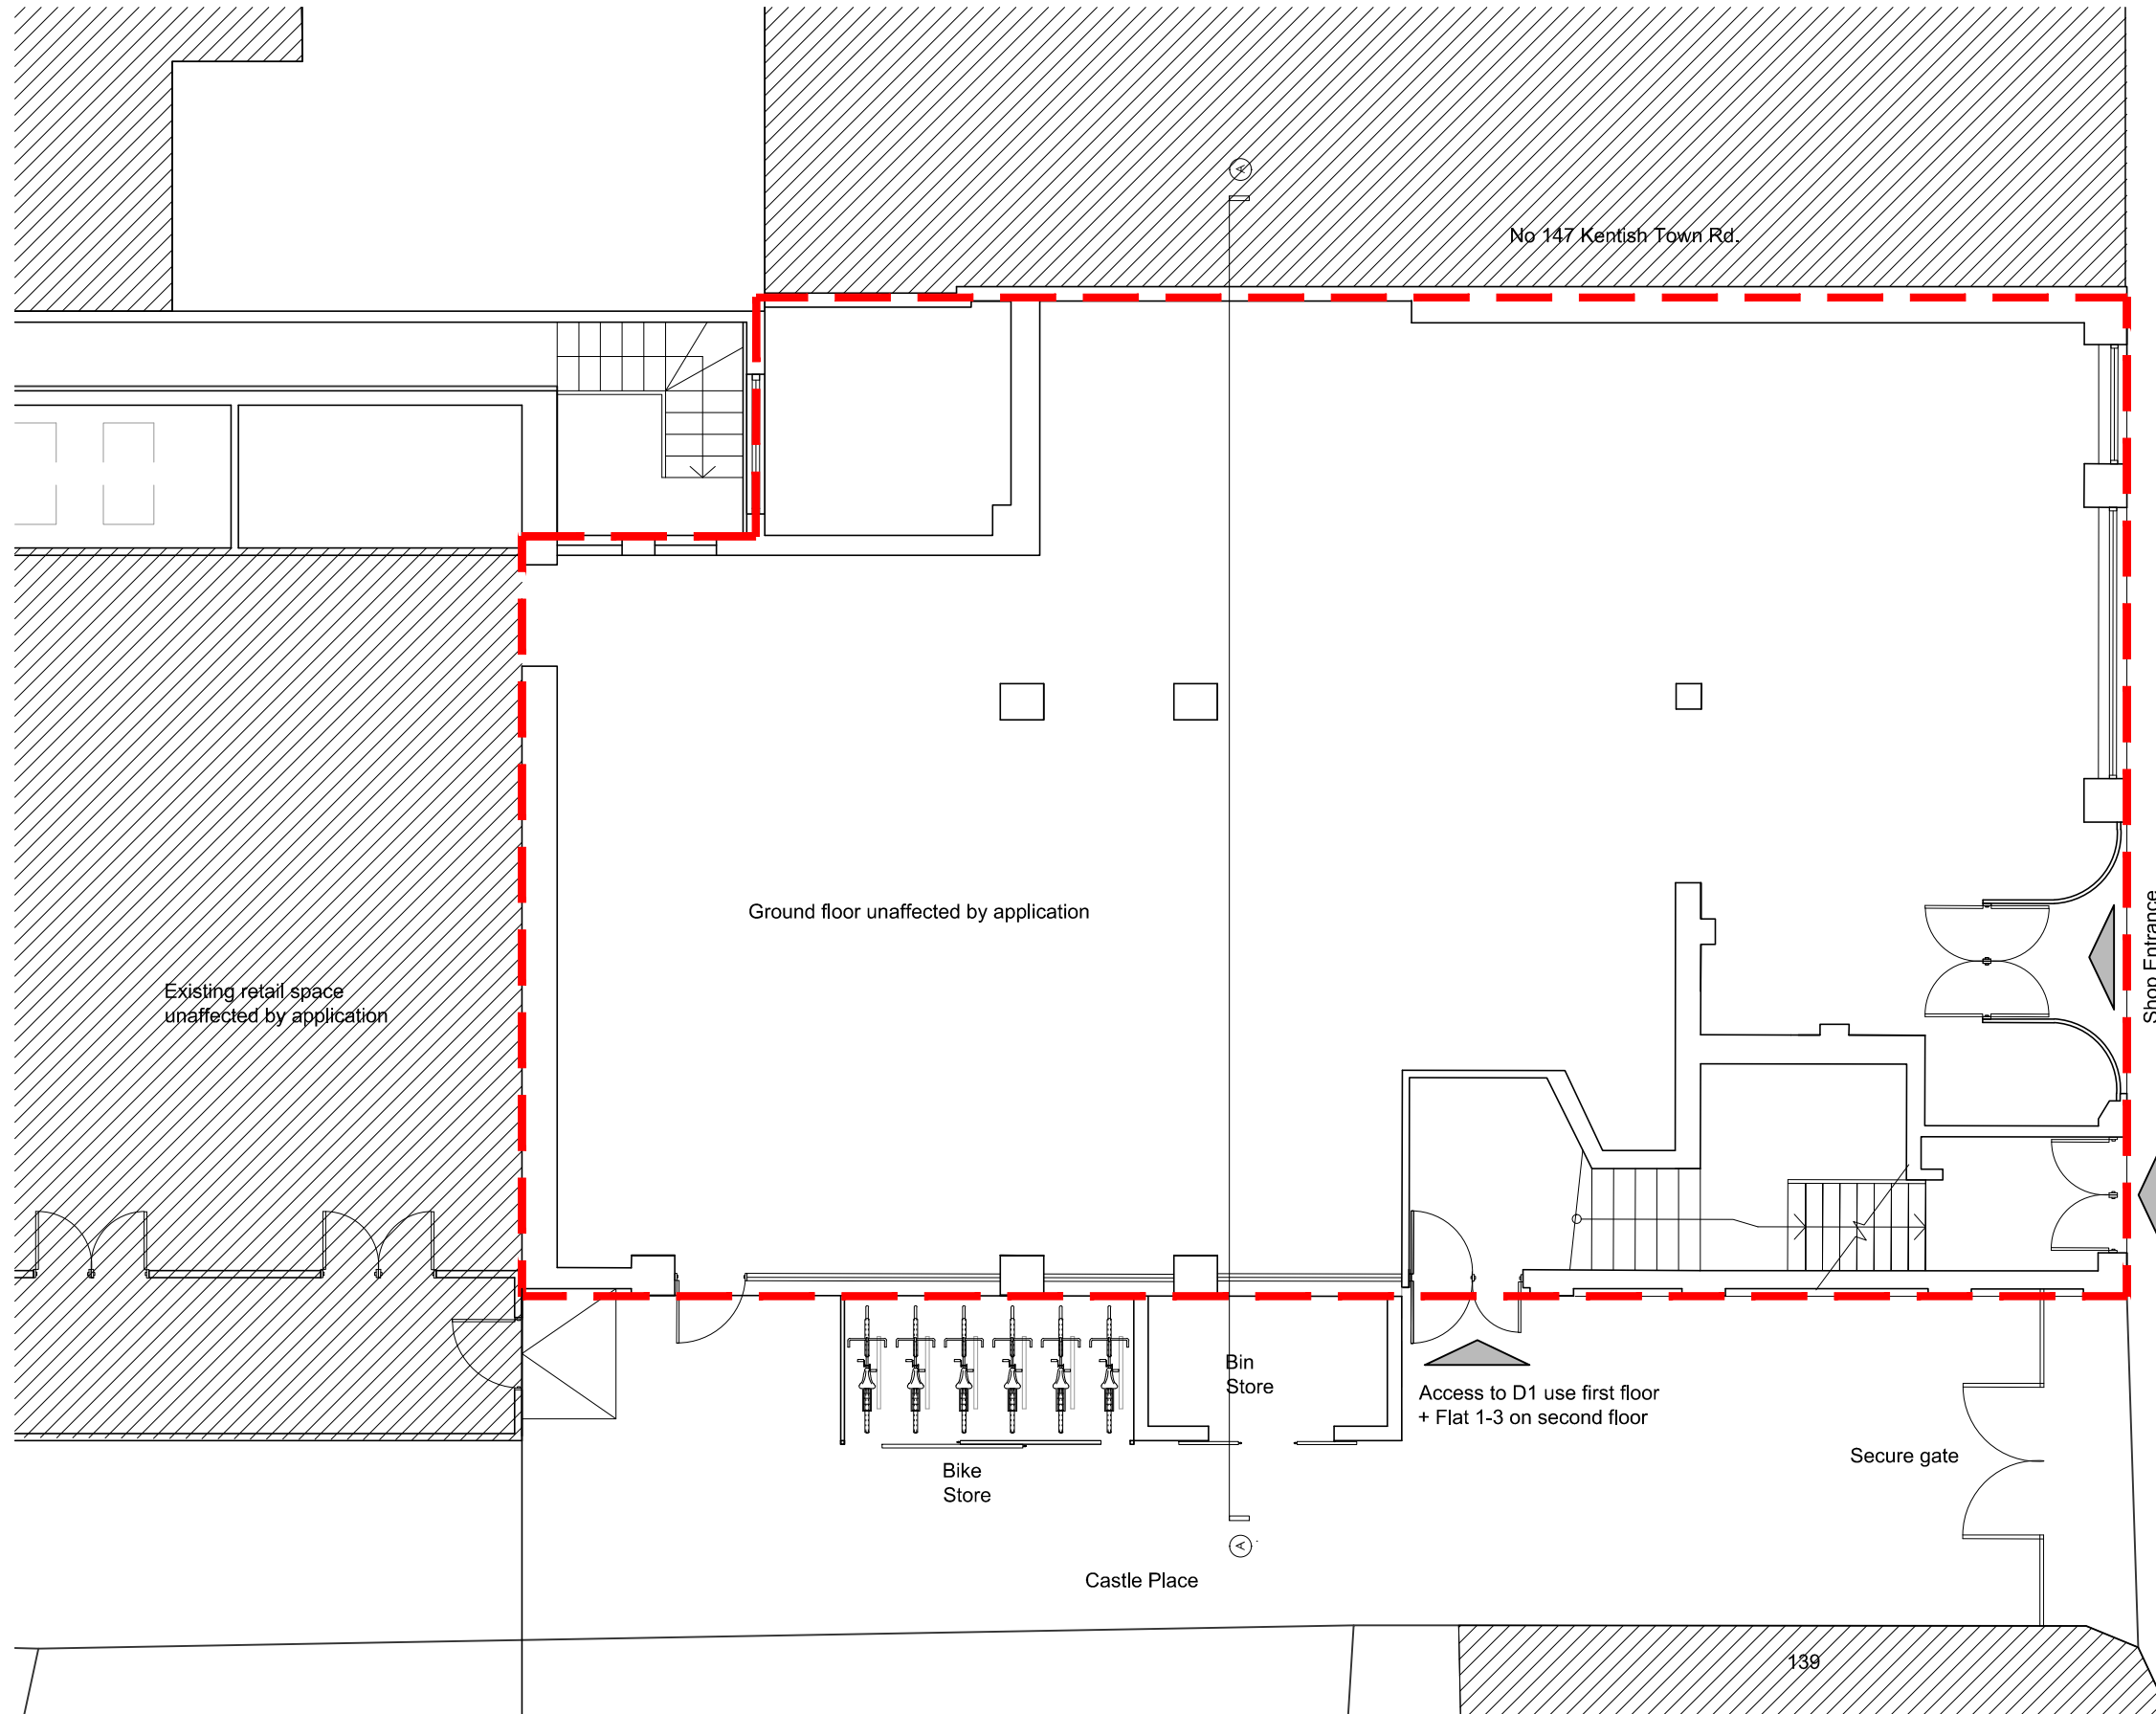 A
No 147 Kentish Town Rd.
Ground floor unaffected by application
Shop Entrance
Existing retail space
unaffected by application
Bin
Store
Access to D1 use first floor
+ Flat 1-3 on second floor
Secure gate
Bike
Store
A
Castle Place
139